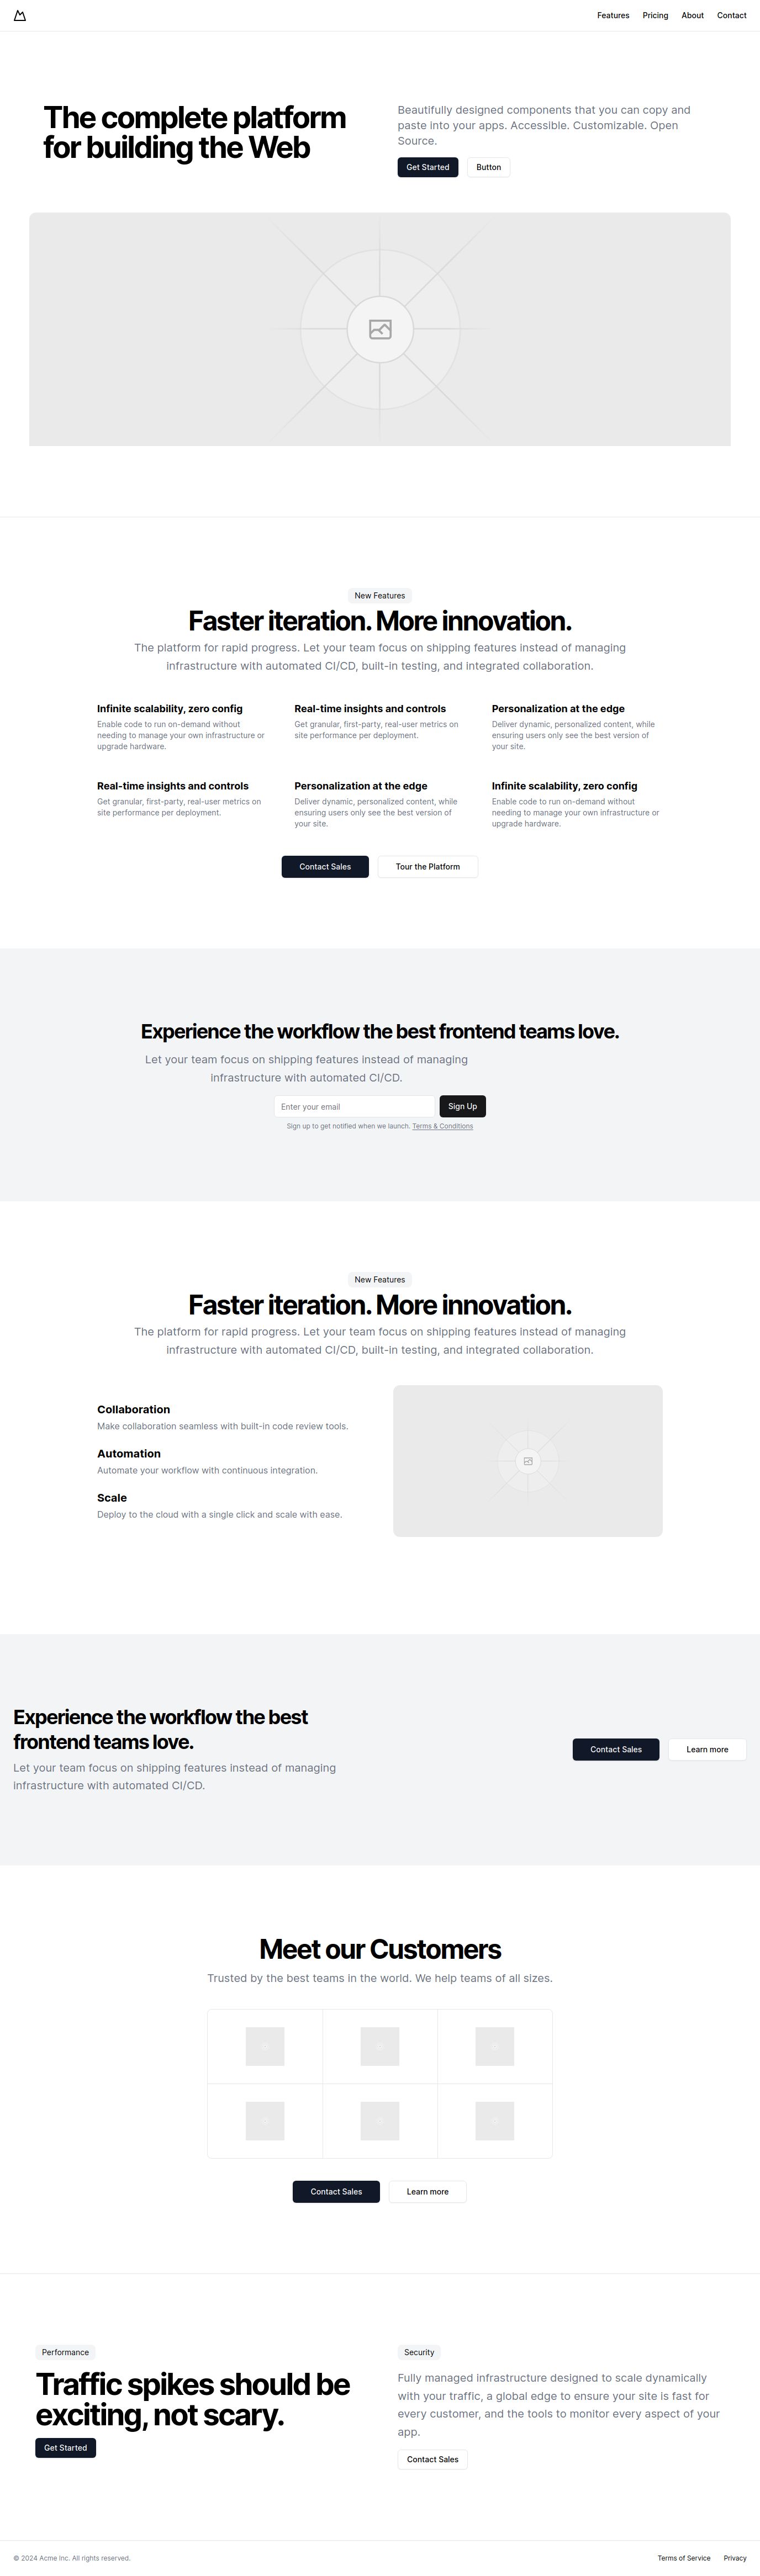 Features Pricing About Contact
The complete platform
for building the Web
Beautifully designed components that you can copy and
paste into your apps. Accessible. Customizable. Open
Source.
Get Started Button
New Features
Faster iteration. More innovation.
The platform for rapid progress. Let your team focus on shipping features instead of managing
infrastructure with automated CI/CD, built-in testing, and integrated collaboration.
Infinite scalability, zero config
Enable code to run on-demand without
needing to manage your own infrastructure or
upgrade hardware.
Real-time insights and controls
Get granular, first-party, real-user metrics on
site performance per deployment.
Personalization at the edge
Deliver dynamic, personalized content, while
ensuring users only see the best version of
your site.
Real-time insights and controls
Get granular, first-party, real-user metrics on
site performance per deployment.
Personalization at the edge
Deliver dynamic, personalized content, while
ensuring users only see the best version of
your site.
Infinite scalability, zero config
Enable code to run on-demand without
needing to manage your own infrastructure or
upgrade hardware.
Contact Sales Tour the Platform
Experience the workflow the best frontend teams love.
Let your team focus on shipping features instead of managing
infrastructure with automated CI/CD.
Enter your email Sign Up
Sign up to get notified when we launch. Terms & Conditions
New Features
Faster iteration. More innovation.
The platform for rapid progress. Let your team focus on shipping features instead of managing
infrastructure with automated CI/CD, built-in testing, and integrated collaboration.
Collaboration
Make collaboration seamless with built-in code review tools.
Automation
Automate your workflow with continuous integration.
Scale
Deploy to the cloud with a single click and scale with ease.
Experience the workflow the best
frontend teams love.
Let your team focus on shipping features instead of managing
infrastructure with automated CI/CD.
Contact Sales Learn more
Meet our Customers
Trusted by the best teams in the world. We help teams of all sizes.
Contact Sales Learn more
Performance
Traffic spikes should be
exciting, not scary.
Get Started
Security
Fully managed infrastructure designed to scale dynamically
with your traffic, a global edge to ensure your site is fast for
every customer, and the tools to monitor every aspect of your
app.
Contact Sales
© 2024 Acme Inc. All rights reserved.
Terms of Service Privacy